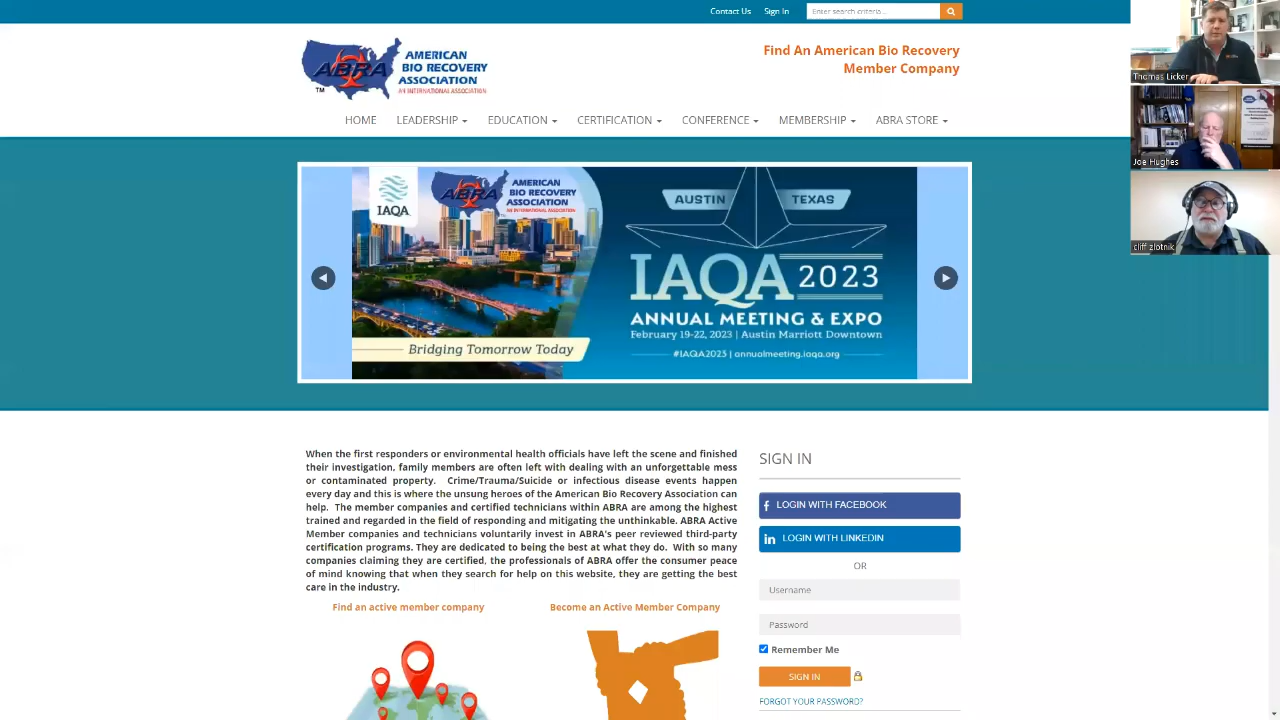 Contact Us
Sign In
Enter search criteria...
ABRA
TM
AMERICAN
BIO RECOVERY
ASSOCIATION
AN INTERNATIONAL ASSOCIATION
Find An American Bio Recovery
Member Company
HOME
LEADERSHIP
EDUCATION
CERTIFICATION
CONFERENCE
MEMBERSHIP
ABRA STORE
IAQA
ABRA
AMERICAN
BIO RECOVERY
ASSOCIATION
AN INTERNATIONAL ASSOCIATION
AUSTIN
TEXAS
IAQA 2023
ANNUAL MEETING & EXPO
February 19-22, 2023 | Austin Marriott Downtown
#IAQA2023 | annualmeeting.iaqa.org
Bridging Tomorrow Today
When the first responders or environmental health officials have left the scene and finished
their investigation, family members are often left with dealing with an unforgettable mess
or contaminated property. Crime/Trauma/Suicide or infectious disease events happen
every day and this is where the unsung heroes of the American Bio Recovery Association can
help. The member companies and certified technicians within ABRA are among the highest
trained and regarded in the field of responding and mitigating the unthinkable. ABRA Active
Member companies and technicians voluntarily invest in ABRA's peer reviewed third-party
certification programs. They are dedicated to being the best at what they do. With so many
companies claiming they are certified, the professionals of ABRA offer the consumer peace
of mind knowing that when they search for help on this website, they are getting the best
care in the industry.
Find an active member company
Become an Active Member Company
SIGN IN
LOGIN WITH FACEBOOK
LOGIN WITH LINKEDIN
OR
Username
Password
Remember Me
SIGN IN
FORGOT YOUR PASSWORD?
Thomas Licker
Joe Hughes
cliff zlotnik